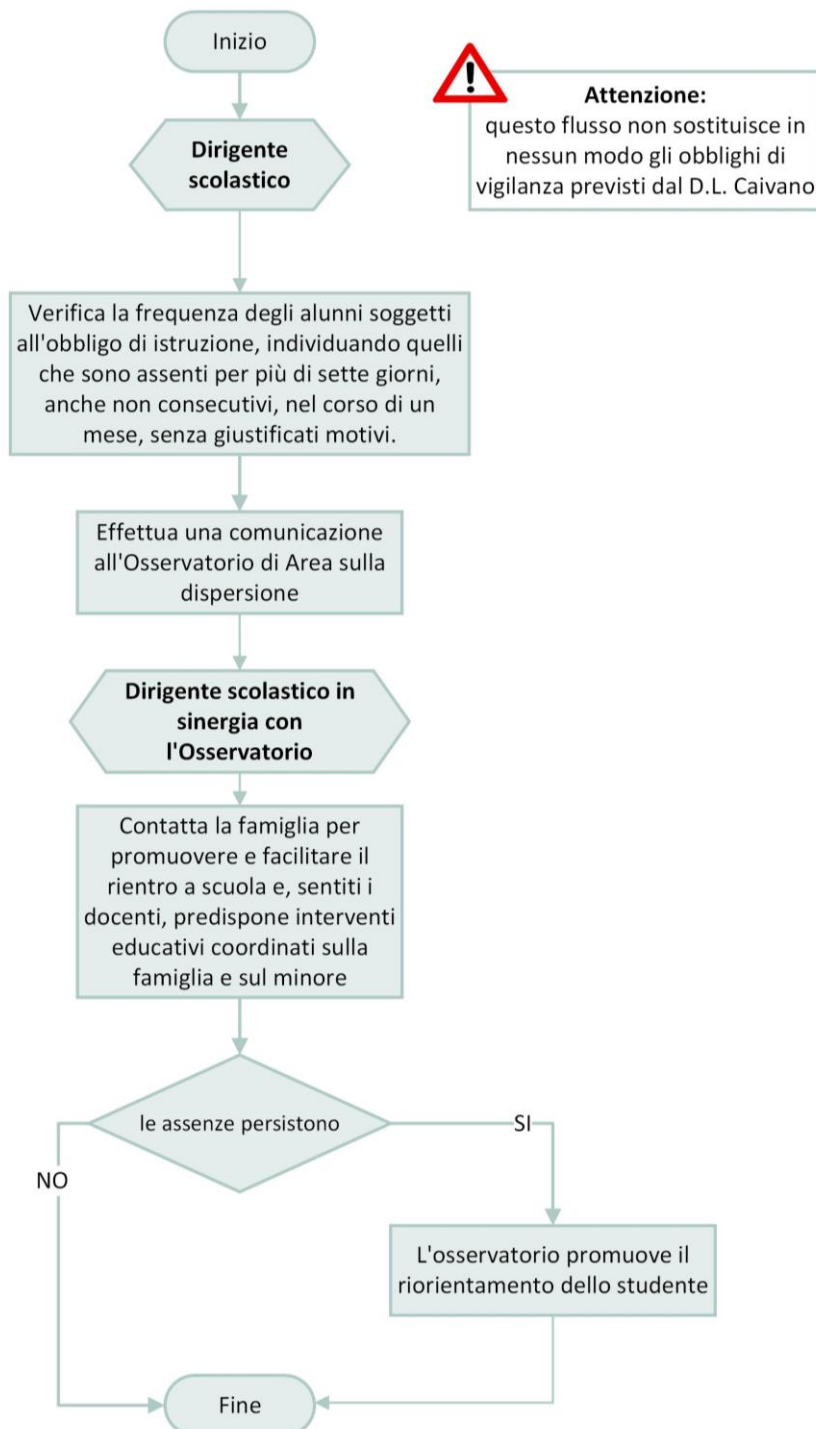 Inizio
Attenzione:
questo flusso non sostituisce in
nessun modo gli obblighi di
vigilanza previsti dal D.L. Caivano
Dirigente
scolastico
Verifica la frequenza degli alunni soggetti
all'obbligo di istruzione, individuando quelli
che sono assenti per più di sette giorni,
anche non consecutivi, nel corso di un
mese, senza giustificati motivi.
Effettua una comunicazione
all'Osservatorio di Area sulla
dispersione
Dirigente scolastico in
sinergia con
l'Osservatorio
Contatta la famiglia per
promuovere e facilitare il
rientro a scuola e, sentiti i
docenti, predispone interventi
educativi coordinati sulla
famiglia e sul minore
le assenze persistono
SI
NO
L'osservatorio promuove il
riorientamento dello studente
Fine